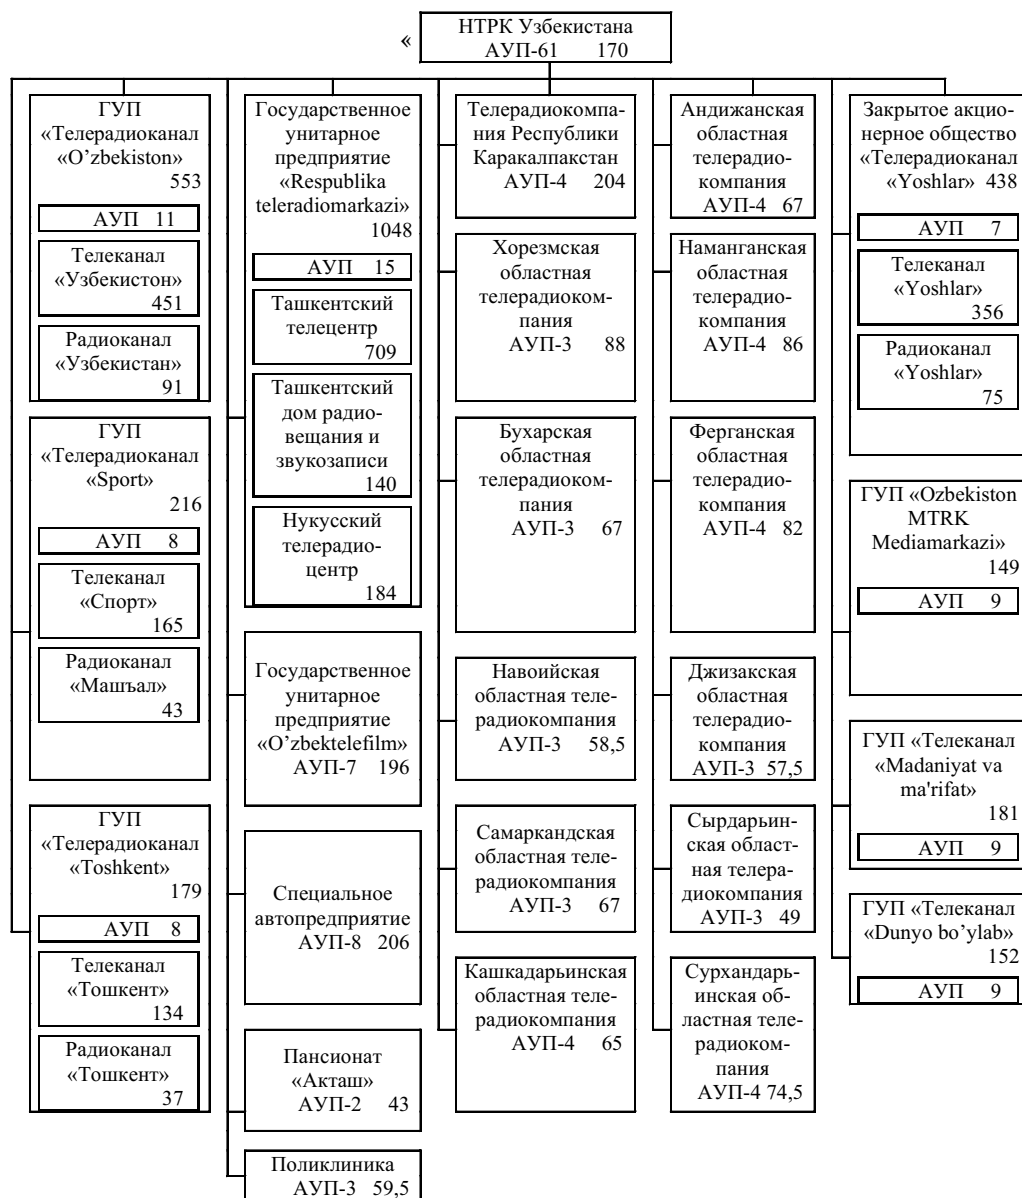 «
НТРК Узбекистана
АУП-61 170
ГУП
«Телерадиоканал
«O’zbekiston»
553
АУП 11
Телеканал
«Узбекистон»
451
Радиоканал
«Узбекистан»
91
ГУП
«Телерадиоканал
«Sport»
216
АУП 8
Телеканал
«Спорт»
165
Радиоканал
«Машъал»
43
ГУП
«Телерадиоканал
«Toshkent»
179
АУП 8
Телеканал
«Тошкент»
134
Радиоканал
«Тошкент»
37
Государственное
унитарное
предприятие
«Respublika
teleradiomarkazi»
1048
АУП 15
Ташкентский
телецентр
709
Ташкентский
дом радио-
вещания и
звукозаписи
140
Нукусский
телерадио-
центр
184
Государственное
унитарное
предприятие
«O’zbektelefilm»
АУП-7 196
Специальное
автопредприятие
АУП-8 206
Пансионат
«Акташ»
АУП-2 43
Поликлиника
АУП-3 59,5
Телерадиокомпа-
ния Республики
Каракалпакстан
АУП-4 204
Хорезмская
областная
телерадиоком-
пания
АУП-3 88
Бухарская
областная
телерадиоком-
пания
АУП-3 67
Навоийская
областная теле-
радиокомпания
АУП-3 58,5
Самаркандская
областная теле-
радиокомпания
АУП-3 67
Кашкадарьинская
областная теле-
радиокомпания
АУП-4 65
Андижанская
областная
телерадио-
компания
АУП-4 67
Наманганская
областная
телерадио-
компания
АУП-4 86
Ферганская
областная
телерадио-
компания
АУП-4 82
Джизакская
областная
телерадио-
компания
АУП-3 57,5
Сырдарьин-
ская област-
ная телера-
диокомпания
АУП-3 49
Сурхандарь-
инская об-
ластная теле-
радиоком-
пания
АУП-4 74,5
Закрытое акцио-
нерное общество
«Телерадиоканал
«Yoshlar» 438
АУП 7
Телеканал
«Yoshlar»
356
Радиоканал
«Yoshlar»
75
ГУП «Ozbekiston
MTRK
Mediamarkazi»
149
АУП 9
ГУП «Телеканал
«Madaniyat va
ma'rifat»
181
АУП 9
ГУП «Телеканал
«Dunyo bo’ylab»
152
АУП 9